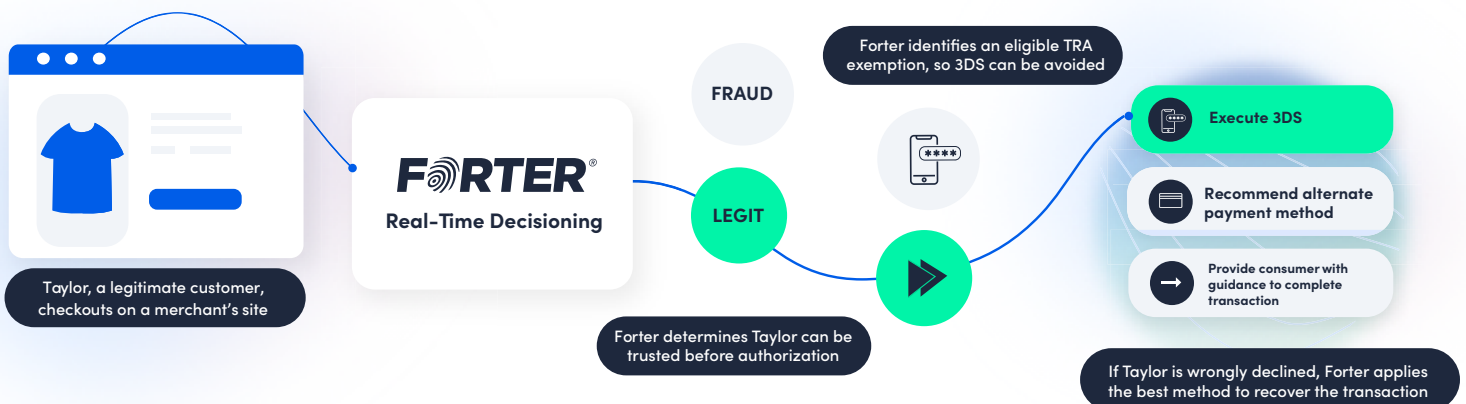 Taylor, a legitimate customer,
checkouts on a merchant's site
FORTER®
Real-Time Decisioning
FRAUD
LEGIT
Forter determines Taylor can be
trusted before authorization
Forter identifies an eligible TRA
exemption, so 3DS can be avoided
****
Execute 3DS
Recommend alternate
payment method
Provide consumer with
guidance to complete
transaction
If Taylor is wrongly declined, Forter applies
the best method to recover the transaction